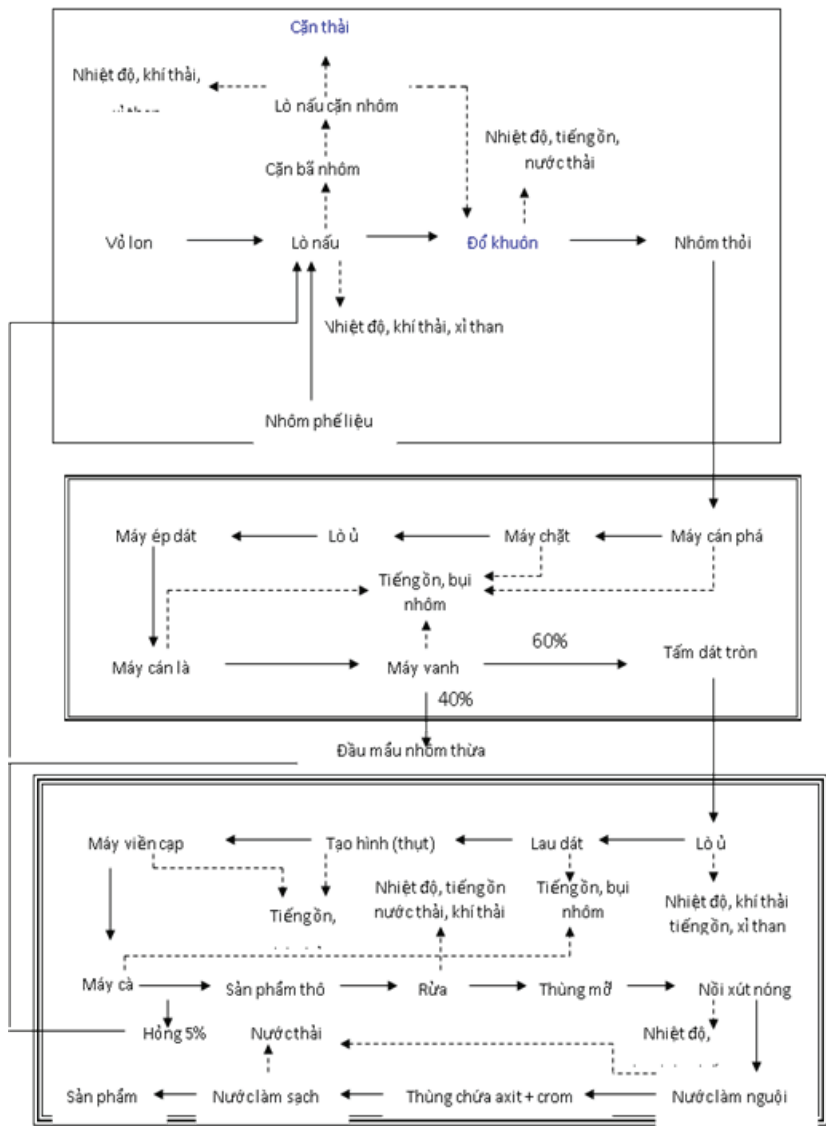 Cặn thải
Nhiệt độ, khí thải,
Lò nấu cặn nhôm
Nhiệt độ, tiếng ồn,
nước thải
Cặn bã nhôm
Vỏ lon
Lò nấu
Đổ khuôn
Nhôm thỏi
Nhiệt độ, khí thải, xỉ than
Nhôm phế liệu
Máy ép dát
Lò ủ
Máy chặt
Máy cán phá
Tiếng ồn, bụi
nhôm
Máy cán là
Máy vanh
60%
Tấm dát tròn
40%
Đầu mẩu nhôm thừa
Máy viền cạp
Tạo hình (thụt)
Lau dát
Lò ủ
Tiếng ồn,
Nhiệt độ, tiếng ồn
nước thải, khí thải
Tiếng ồn, bụi
nhôm
Nhiệt độ, khí thải
tiếng ồn, xỉ than
Máy cà
Sản phẩm thô
Rửa
Thùng mỡ
Nồi xút nóng
Hỏng 5%
Nước thải
Nhiệt độ,
Sản phẩm
Nước làm sạch
Thùng chứa axit + crom
Nước làm nguội